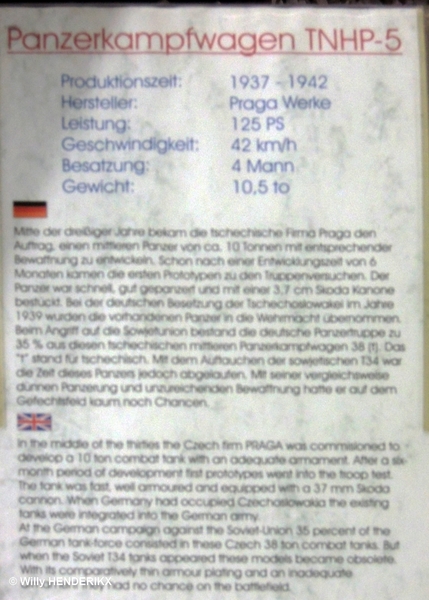 Panzerkampfwagen TNHP-5
Produktionszeit: 1937 - 1942
Hersteller: Praga Werke
Leistung: 125 PS
Geschwindigkeit: 42 km/h
Besatzung: 4 Mann
Gewicht: 10,5 to
Mitte der dreißiger Jahre bekam die tschechische Firma Praga den
Auftrag, einen mittleren Panzer von ca. 10 Tonnen mit entsprechender
Bewaffnung zu entwickeln. Schon nach einer Entwicklungszeit von 6
Monaten kamen die ersten Prototypen zu den Truppenversuchen. Der
Panzer war schnell, gut gepanzert und mit einer 3,7 cm Skoda Kanone
bestückt. Bei der deutschen Besetzung der Tschechoslowakei im Jahre
1939 wurden die vorhandenen Panzer in die Wehrmacht übernommen.
Beim Angriff auf die Sowjetunion bestand die deutsche Panzertruppe zu
35 % aus diesen tschechischen mittleren Panzerkampfwagen 38 (t). Das
"t" stand für tschechisch. Mit dem Auftauchen der sowjetischen T34 war
die Zeit dieses Panzers jedoch abgelaufen. Mit seiner vergleichsweise
dünnen Panzerung und unzureichenden Bewaffnung hatte er auf dem
Gefechtsfeld kaum noch Chancen.
In the middle of the thirties the Czech firm PRAGA was commisioned to
develop a 10 ton combat tank with an adequate armament. After a six-
month period of development first prototypes went into the troop test.
The tank was fast, well armoured and equipped with a 37 mm Skoda
cannon. When Germany had occupied Czechoslowakia the existing
tanks were integrated into the German army.
At the German campaign against the Soviet-Union 35 percent of the
German tank-force consisted in these Czech 38 ton combat tanks. But
when the Soviet T34 tanks appeared these models became obsolete.
With its comparatively thin armour plating and an inadequate
had no chance on the battlefield.
© Willy HENDERIKX